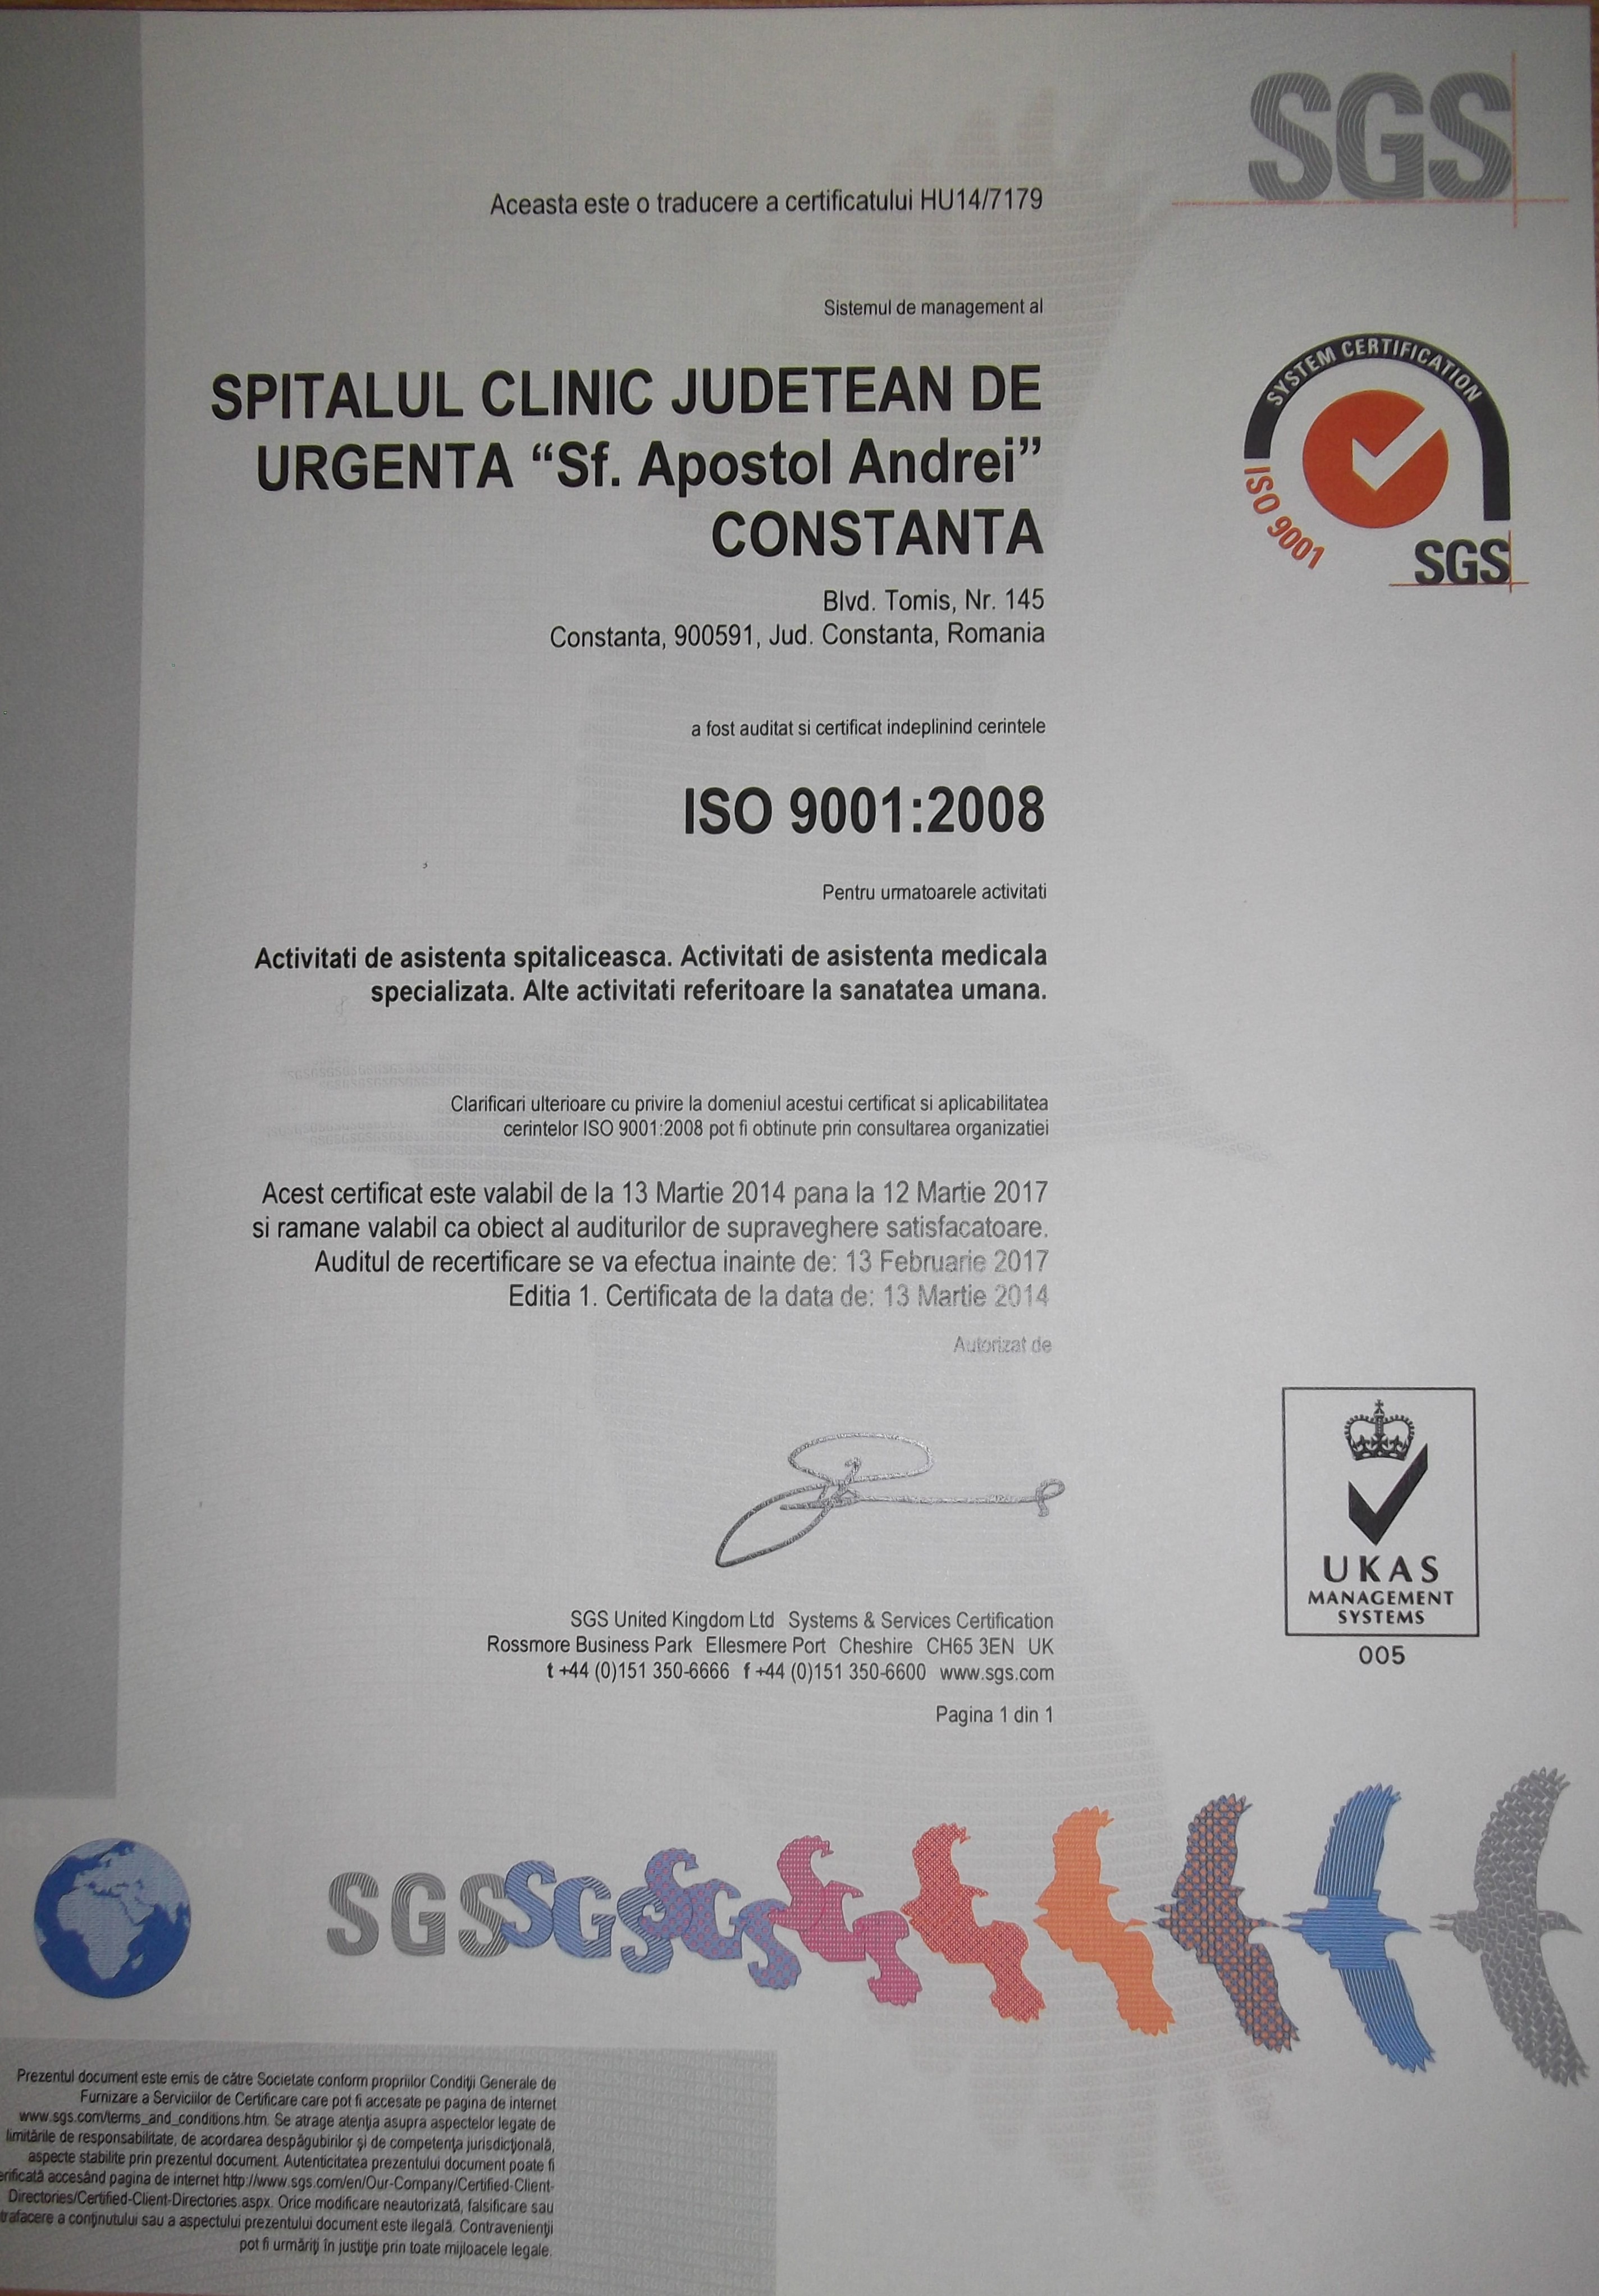 SGS
Aceasta este o traducere a certificatului HU14/7179
Sistemul de management al
SPITALUL CLINIC JUDETEAN DE
URGENTA “Sf. Apostol Andrei”
CONSTANTA
SYSTEM CERTIFICATION
ISO 9001
SGS
Blvd. Tomis, Nr. 145
Constanta, 900591, Jud. Constanta, Romania
a fost auditat si certificat indeplinind cerintele
ISO 9001:2008
Pentru urmatoarele activitati
Activitati de asistenta spitaliceasca. Activitati de asistenta medicala
specializata. Alte activitati referitoare la sanatatea umana.
Clarificari ulterioare cu privire la domeniul acestui certificat si aplicabilitatea
cerintelor ISO 9001:2008 pot fi obtinute prin consultarea organizatiei
Acest certificat este valabil de la 13 Martie 2014 pana la 12 Martie 2017
si ramane valabil ca obiect al auditurilor de supraveghere satisfacatoare.
Auditul de recertificare se va efectua inainte de: 13 Februarie 2017
Editia 1. Certificata de la data de: 13 Martie 2014
Autorizat de
UKAS
MANAGEMENT
SYSTEMS
005
SGS United Kingdom Ltd Systems & Services Certification
Rossmore Business Park Ellesmere Port Cheshire CH65 3EN UK
t +44 (0)151 350-6666 f +44 (0)151 350-6600 www.sgs.com
Pagina 1 din 1
SGS SGS SGS
Prezentul document este emis de către Societate conform propriilor Condiţii Generale de
Furnizare a Serviciilor de Certificare care pot fi accesate pe pagina de internet
www.sgs.com/terms_and_conditions.htm. Se atrage atenţia asupra aspectelor legate de
limitările de responsabilitate, de acordarea despăgubirilor şi de competenţa jurisdicţională,
aspecte stabilite prin prezentul document. Autenticitatea prezentului document poate fi
erificată accesând pagina de internet http://www.sgs.com/en/Our-Company/Certified-Client-
Directories/Certified-Client-Directories.aspx. Orice modificare neautorizată, falsificare sau
trafacere a conţinutului sau a aspectului prezentului document este ilegală. Contravenienţii
pot fi urmăriţi în justiţie prin toate mijloacele legale.